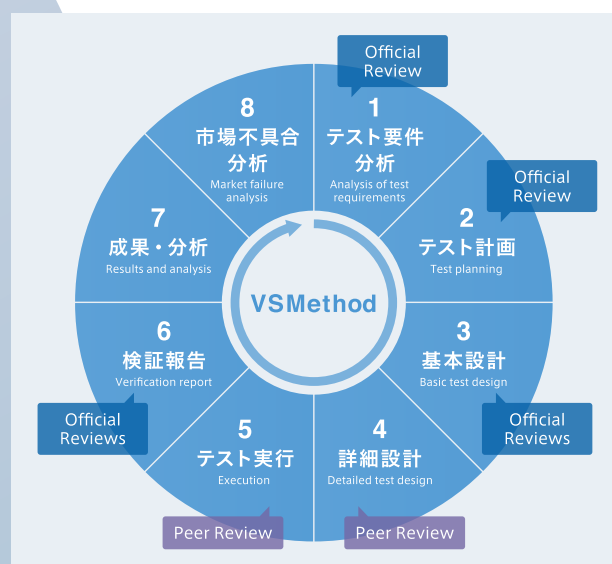 Official
Review
1
テスト要件
分析
Analysis of test
requirements
Official
Review
2
テスト計画
Test planning
3
基本設計
Basic test design
Official
Reviews
4
詳細設計
Detailed test design
Peer Review
5
テスト実行
Execution
Peer Review
6
検証報告
Verification report
Official
Reviews
7
成果・分析
Results and analysis
8
市場不具合
分析
Market failure
analysis
VSMethod